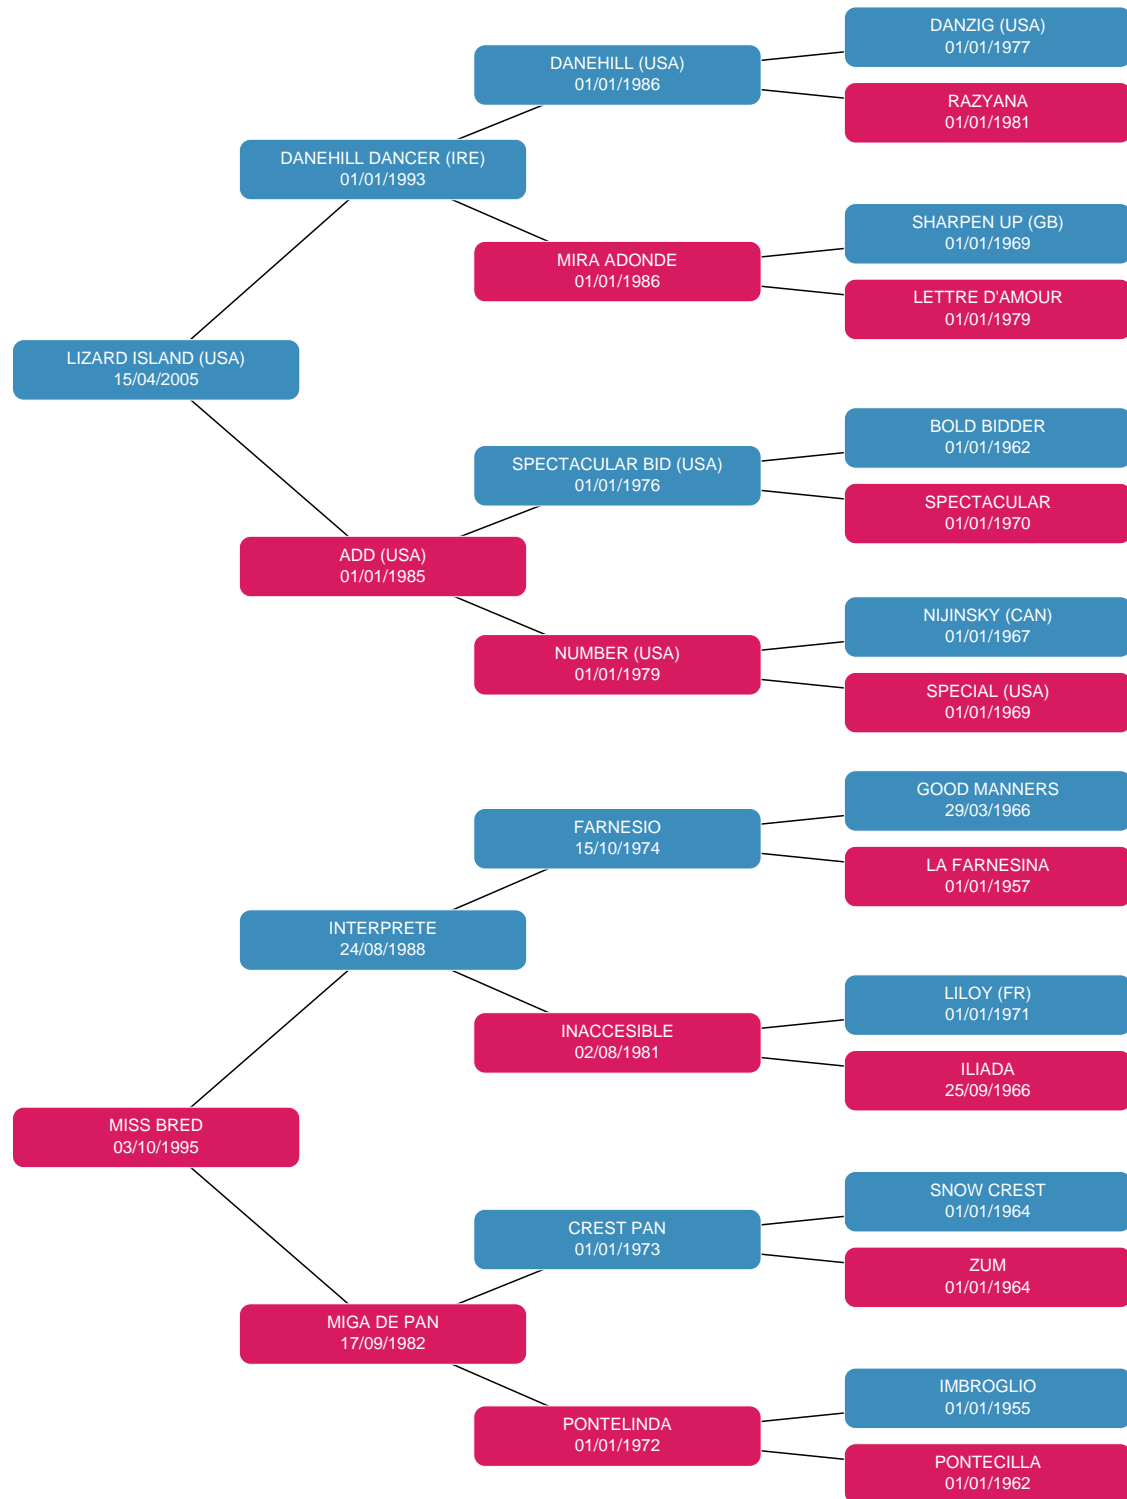 DANZIG (USA)
01/01/1977
DANEHILL (USA)
01/01/1986
RAZYANA
01/01/1981
DANEHILL DANCER (IRE)
01/01/1993
SHARPEN UP (GB)
01/01/1969
MIRA ADONDE
01/01/1986
LETTRE D'AMOUR
01/01/1979
LIZARD ISLAND (USA)
15/04/2005
BOLD BIDDER
01/01/1962
SPECTACULAR BID (USA)
01/01/1976
SPECTACULAR
01/01/1970
ADD (USA)
01/01/1985
NIJINSKY (CAN)
01/01/1967
NUMBER (USA)
01/01/1979
SPECIAL (USA)
01/01/1969
GOOD MANNERS
29/03/1966
FARNESIO
15/10/1974
LA FARNESINA
01/01/1957
INTERPRETE
24/08/1988
LILOY (FR)
01/01/1971
INACCESIBLE
02/08/1981
ILIADA
25/09/1966
MISS BRED
03/10/1995
SNOW CREST
01/01/1964
CREST PAN
01/01/1973
ZUM
01/01/1964
MIGA DE PAN
17/09/1982
IMBROGLIO
01/01/1955
PONTELINDA
01/01/1972
PONTECILLA
01/01/1962